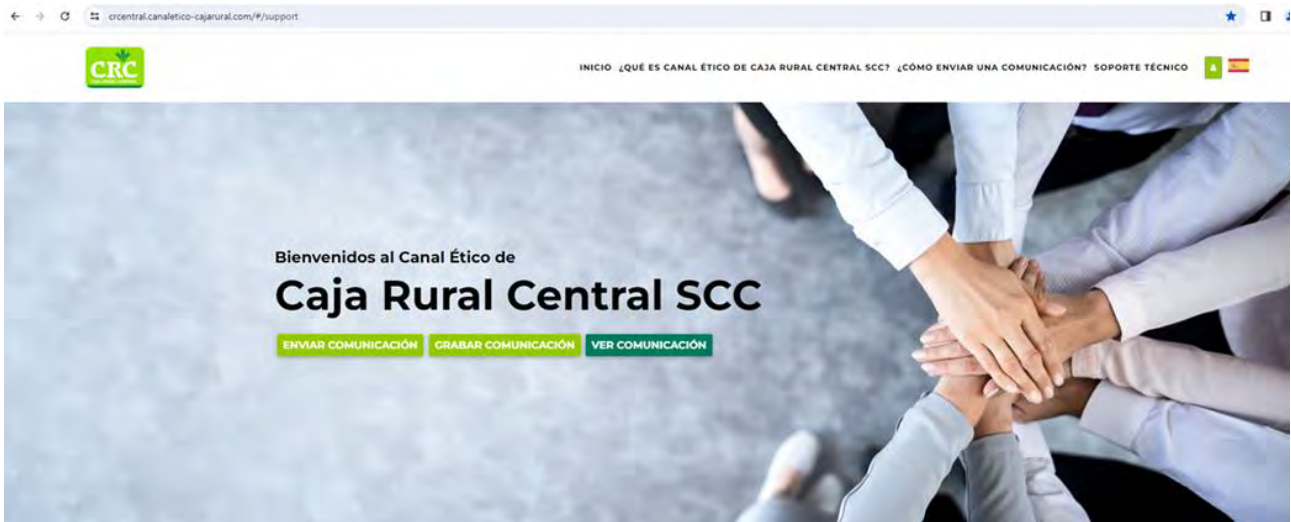 crcentral.canaletico-cajarural.com/#/support
CRC
INICIO ¿QUÉ ES CANAL ÉTICO DE CAJA RURAL CENTRAL SCC? ¿CÓMO ENVIAR UNA COMUNICACIÓN? SOPORTE TÉCNICO
Bienvenidos al Canal Ético de
Caja Rural Central SCC
ENVIAR COMUNICACIÓN GRABAR COMUNICACIÓN VER COMUNICACIÓN